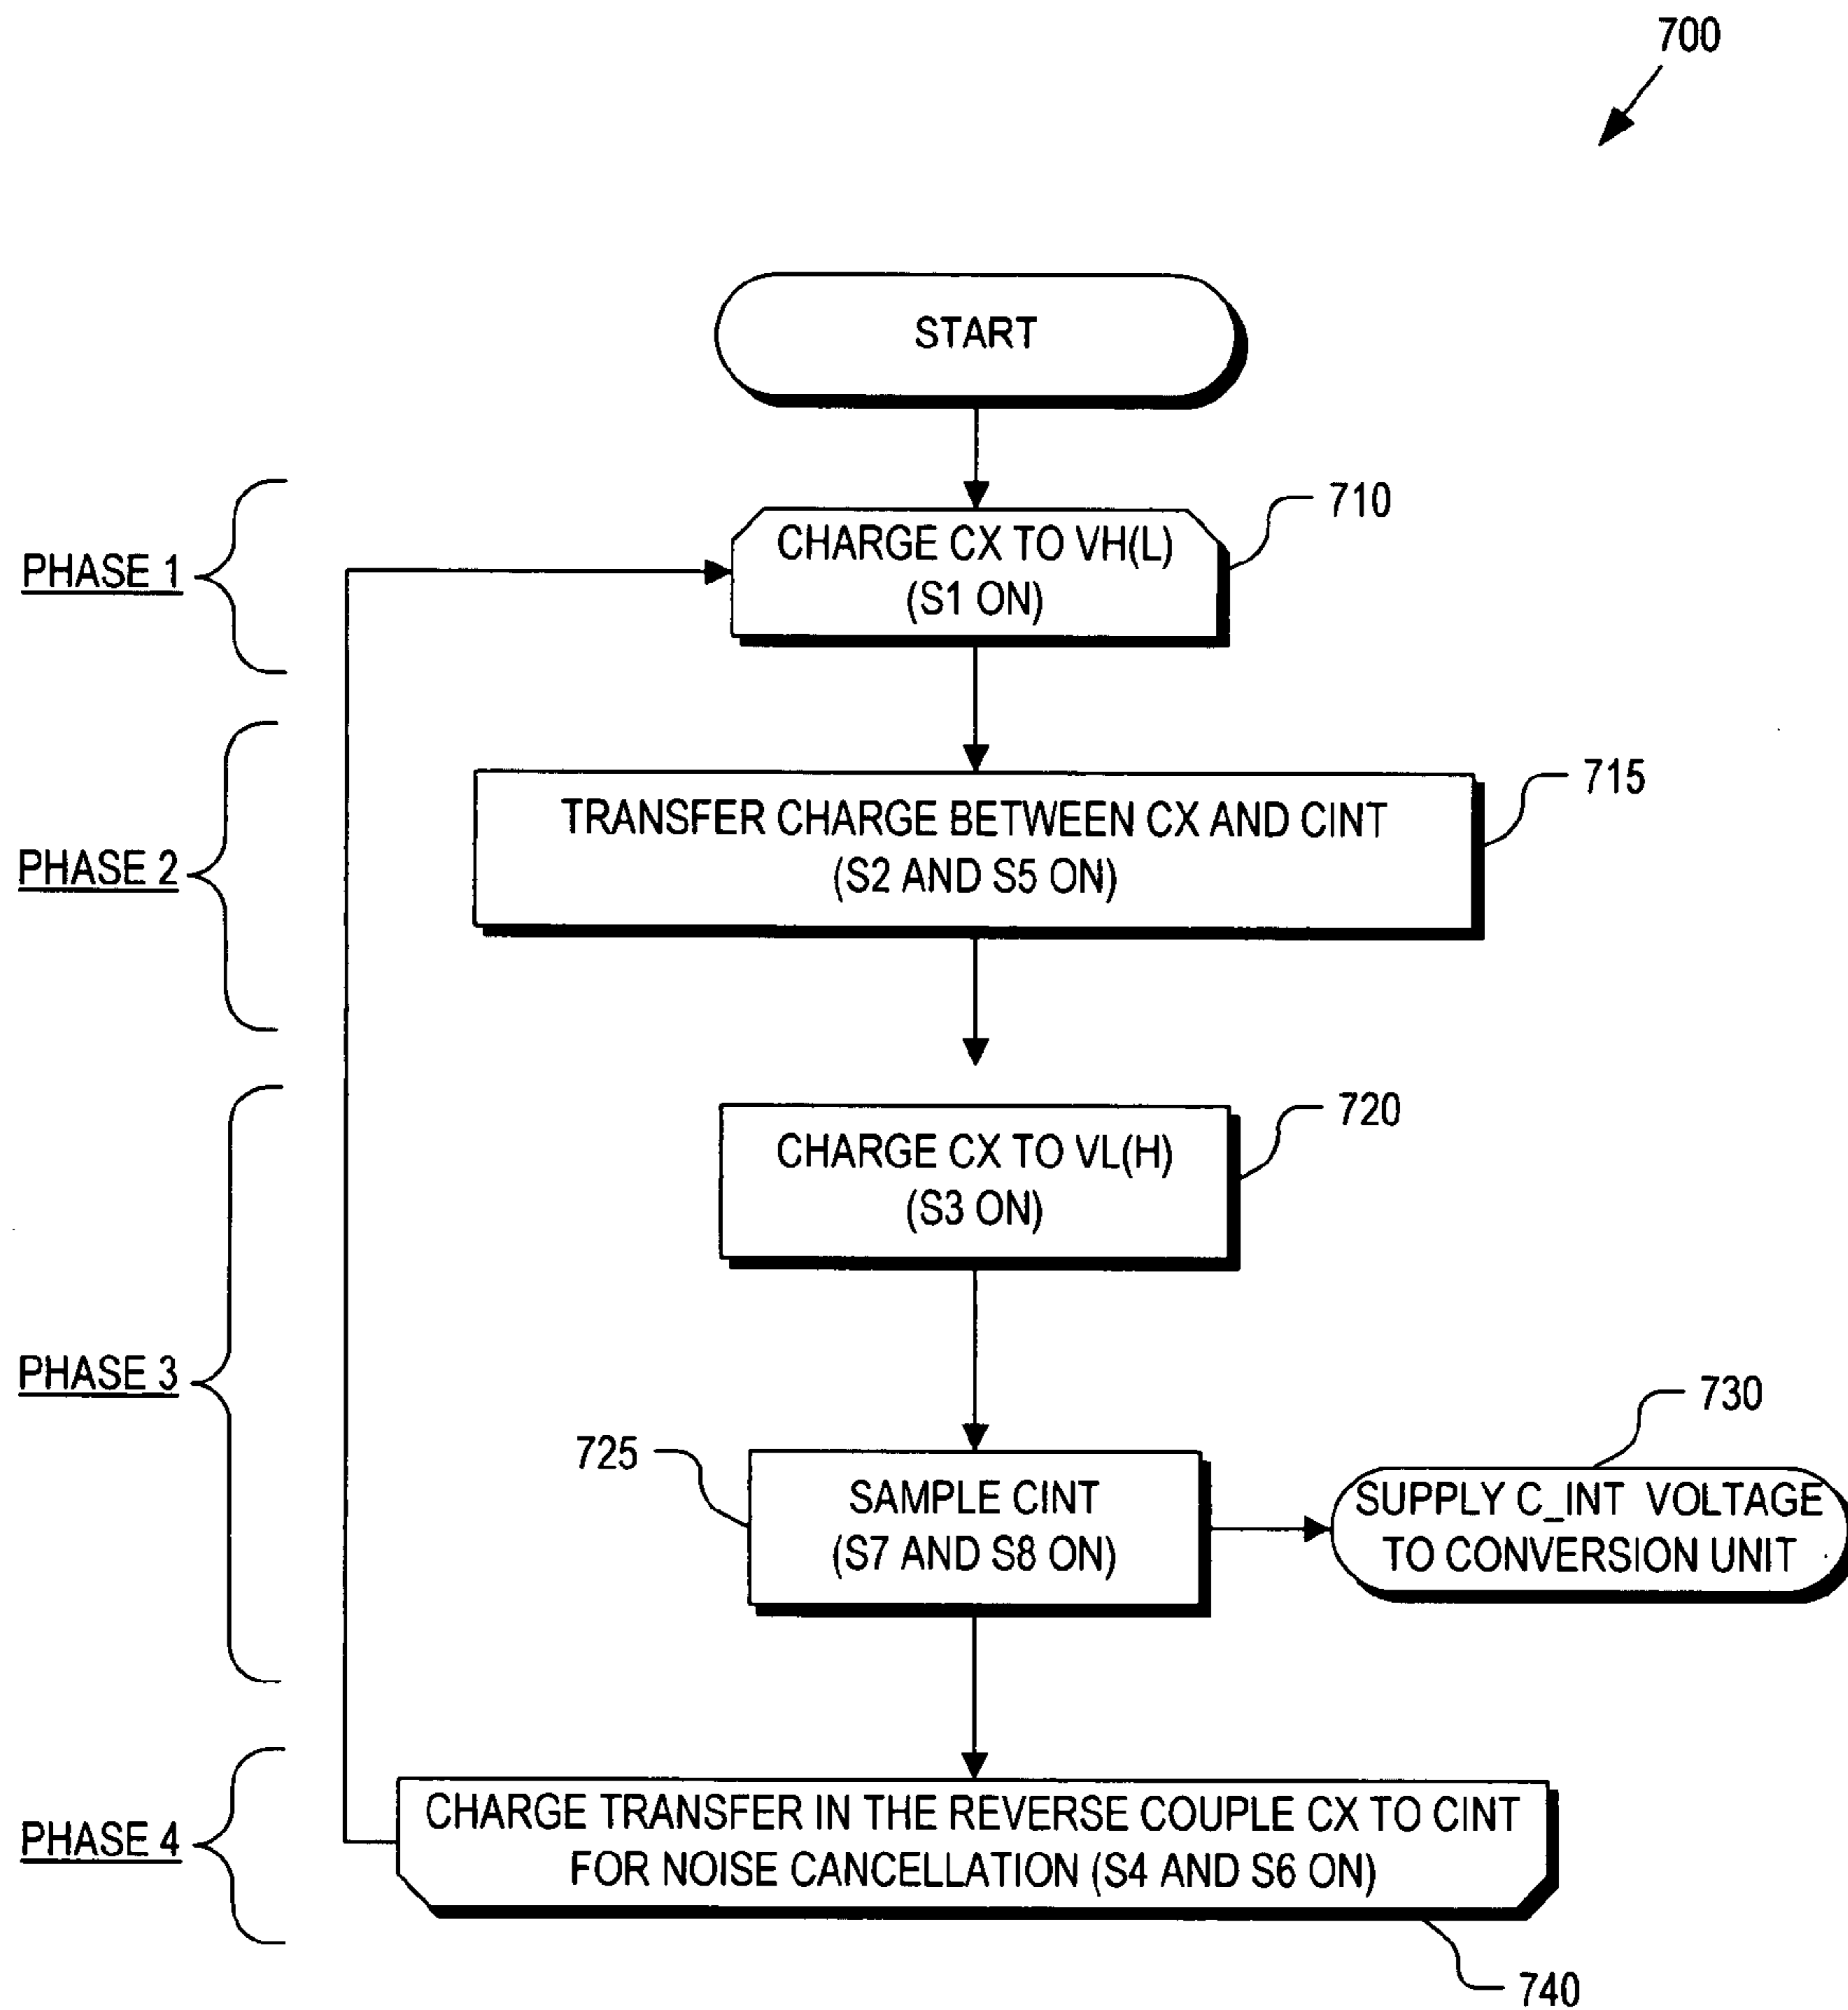 700
START
PHASE 1
CHARGE CX TO VH(L)
(S1 ON)
710
PHASE 2
TRANSFER CHARGE BETWEEN CX AND CINT
(S2 AND S5 ON)
715
PHASE 3
CHARGE CX TO VL(H)
(S3 ON)
720
725
SAMPLE CINT
(S7 AND S8 ON)
730
SUPPLY C_INT VOLTAGE
TO CONVERSION UNIT
PHASE 4
CHARGE TRANSFER IN THE REVERSE COUPLE CX TO CINT
FOR NOISE CANCELLATION (S4 AND S6 ON)
740